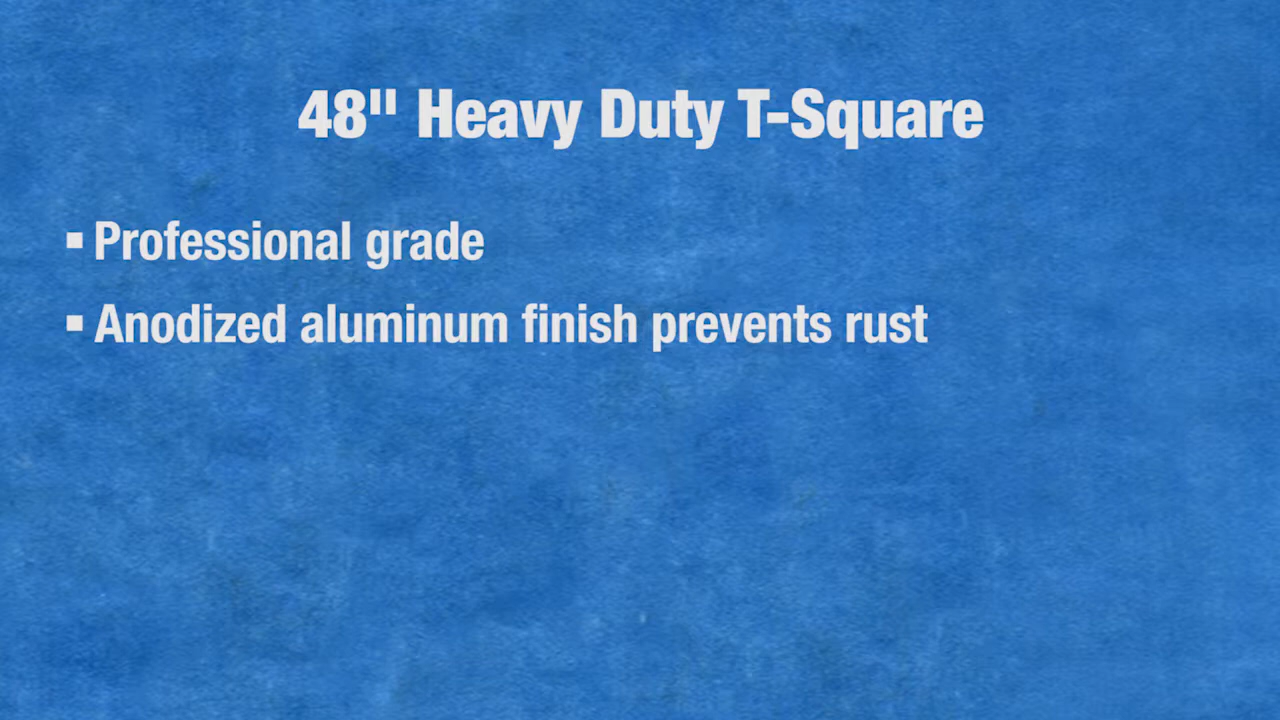 48" Heavy Duty T-Square
▪ Professional grade
▪ Anodized aluminum finish prevents rust